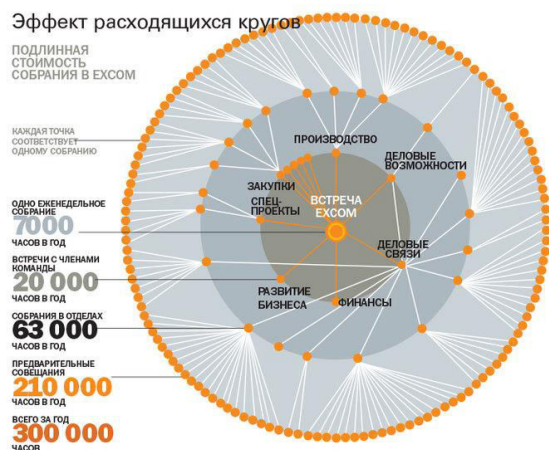 Эффект расходящихся кругов
ПОДЛИННАЯ
СТОИМОСТЬ
СОБРАНИЯ В EXCOM
КАЖДАЯ ТОЧКА
СООТВЕТСТВУЕТ
ОДНОМУ СОБРАНИЮ
ОДНО ЕЖЕНЕДЕЛЬНОЕ
СОБРАНИЕ
7000
ЧАСОВ В ГОД
ВСТРЕЧИ С ЧЛЕНАМИ
КОМАНДЫ
20 000
ЧАСОВ В ГОД
СОБРАНИЯ В ОТДЕЛАХ
63 000
ЧАСОВ В ГОД
ПРЕДВАРИТЕЛЬНЫЕ
СОВЕЩАНИЯ
210 000
ЧАСОВ В ГОД
ВСЕГО ЗА ГОД
300 000
ЧАСОВ
ПРОИЗВОДСТВО
ДЕЛОВЫЕ
ВОЗМОЖНОСТИ
ЗАКУПКИ
СПЕЦ-
ПРОЕКТЫ
ВСТРЕЧА
EXCOM
ДЕЛОВЫЕ
СВЯЗИ
РАЗВИТИЕ
БИЗНЕСА
ФИНАНСЫ